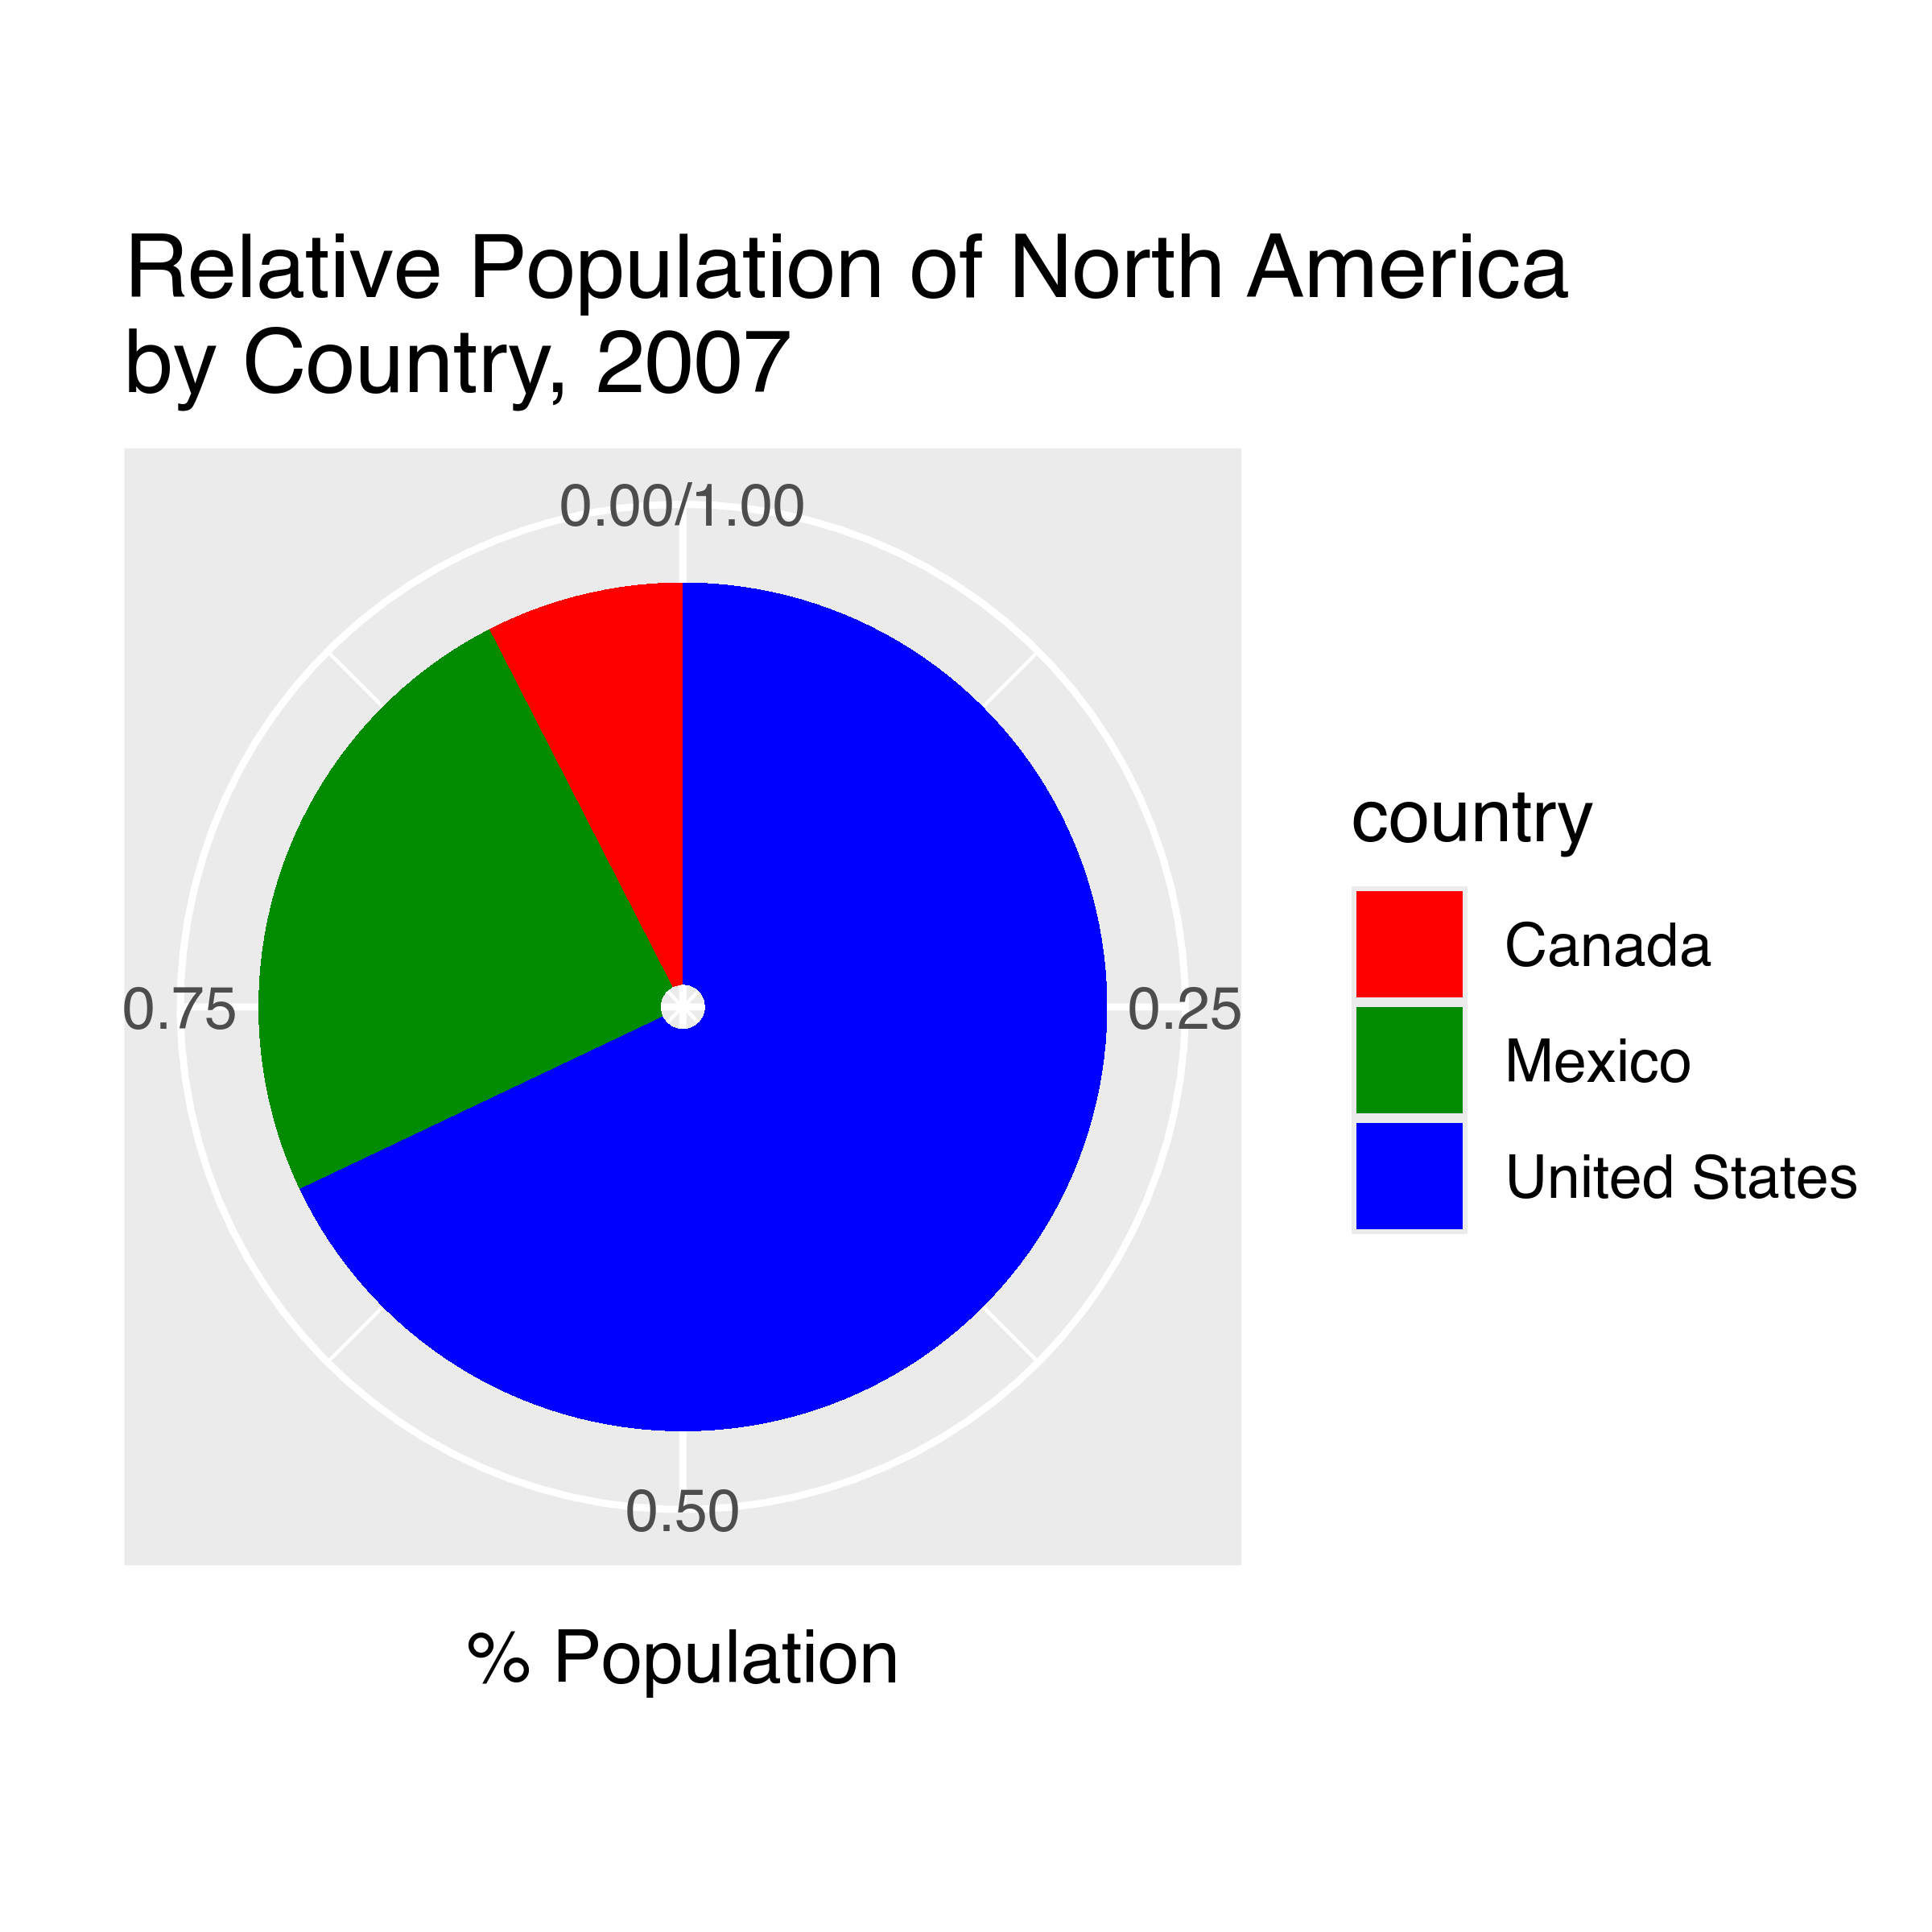 Relative Population of North America
by Country, 2007
0.00/1.00
0.75
0.25
0.50
% Population
country
Canada
Mexico
United States